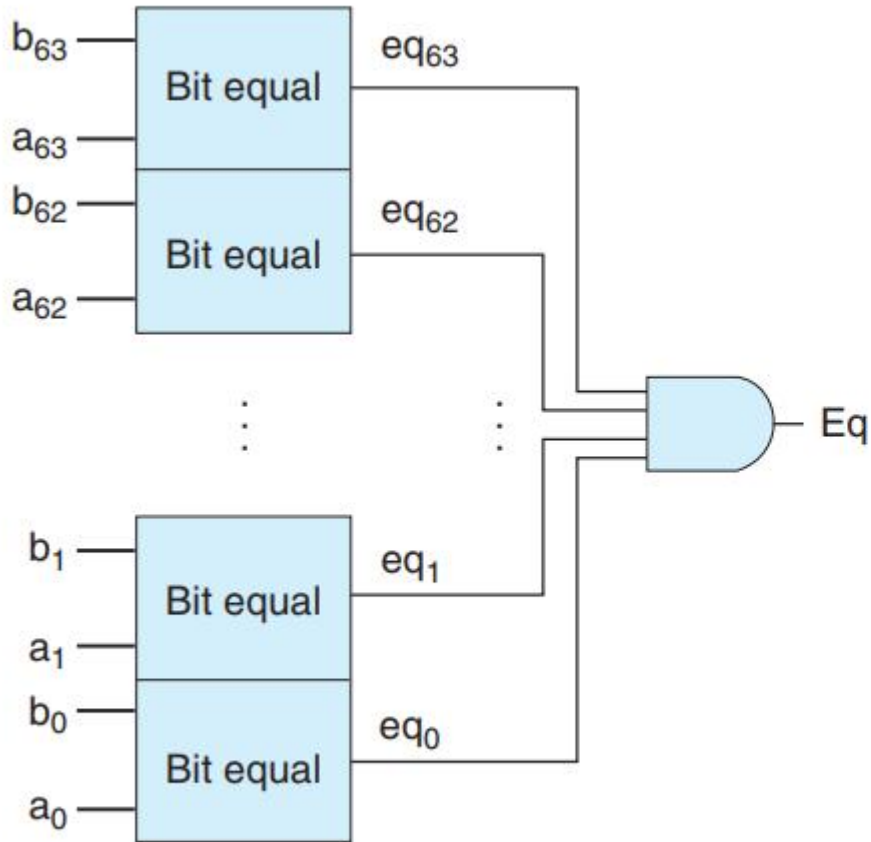 b63
Bit equal
eq63
a63
b62
Bit equal
eq62
a62
Eq
b1
Bit equal
eq1
a1
b0
Bit equal
eq0
a0